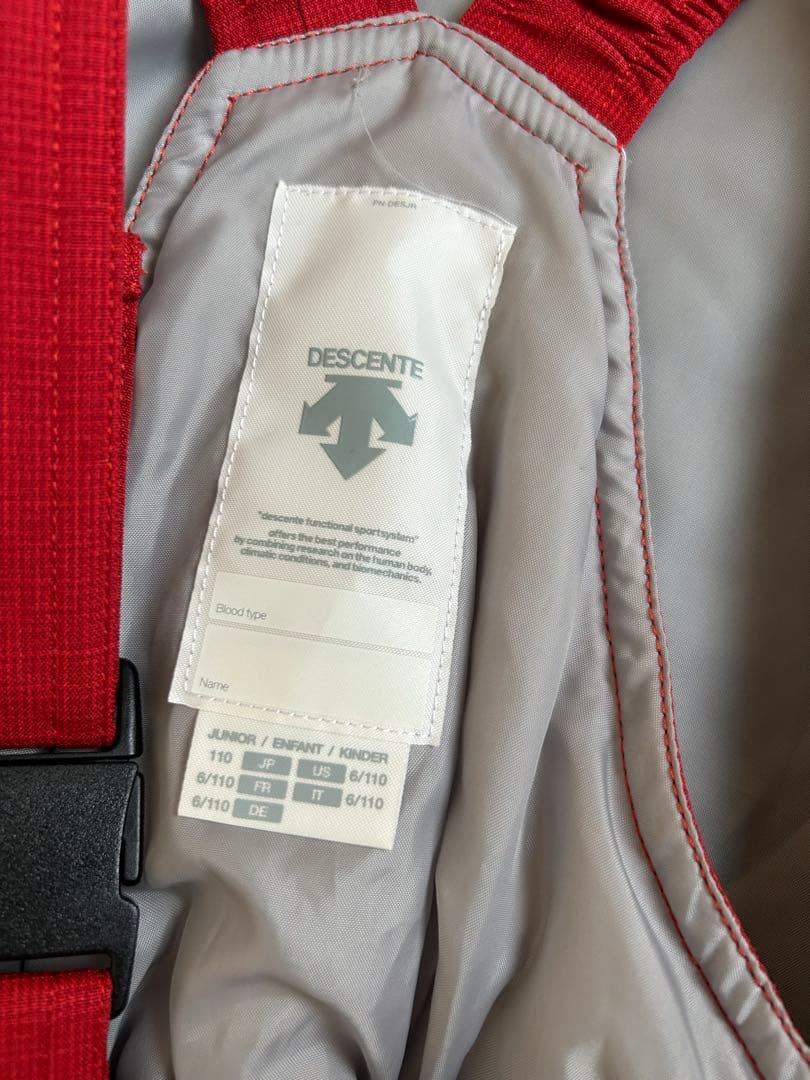 PN-DESJR
DESCENTE
"descente functional sportsystem"
offers the best performance
by combining research on the human body,
climatic conditions, and biomechanics.
Blood type
Name
JUNIOR / ENFANT / KINDER
110 JP US 6/110
6/110 FR IT 6/110
6/110 DE